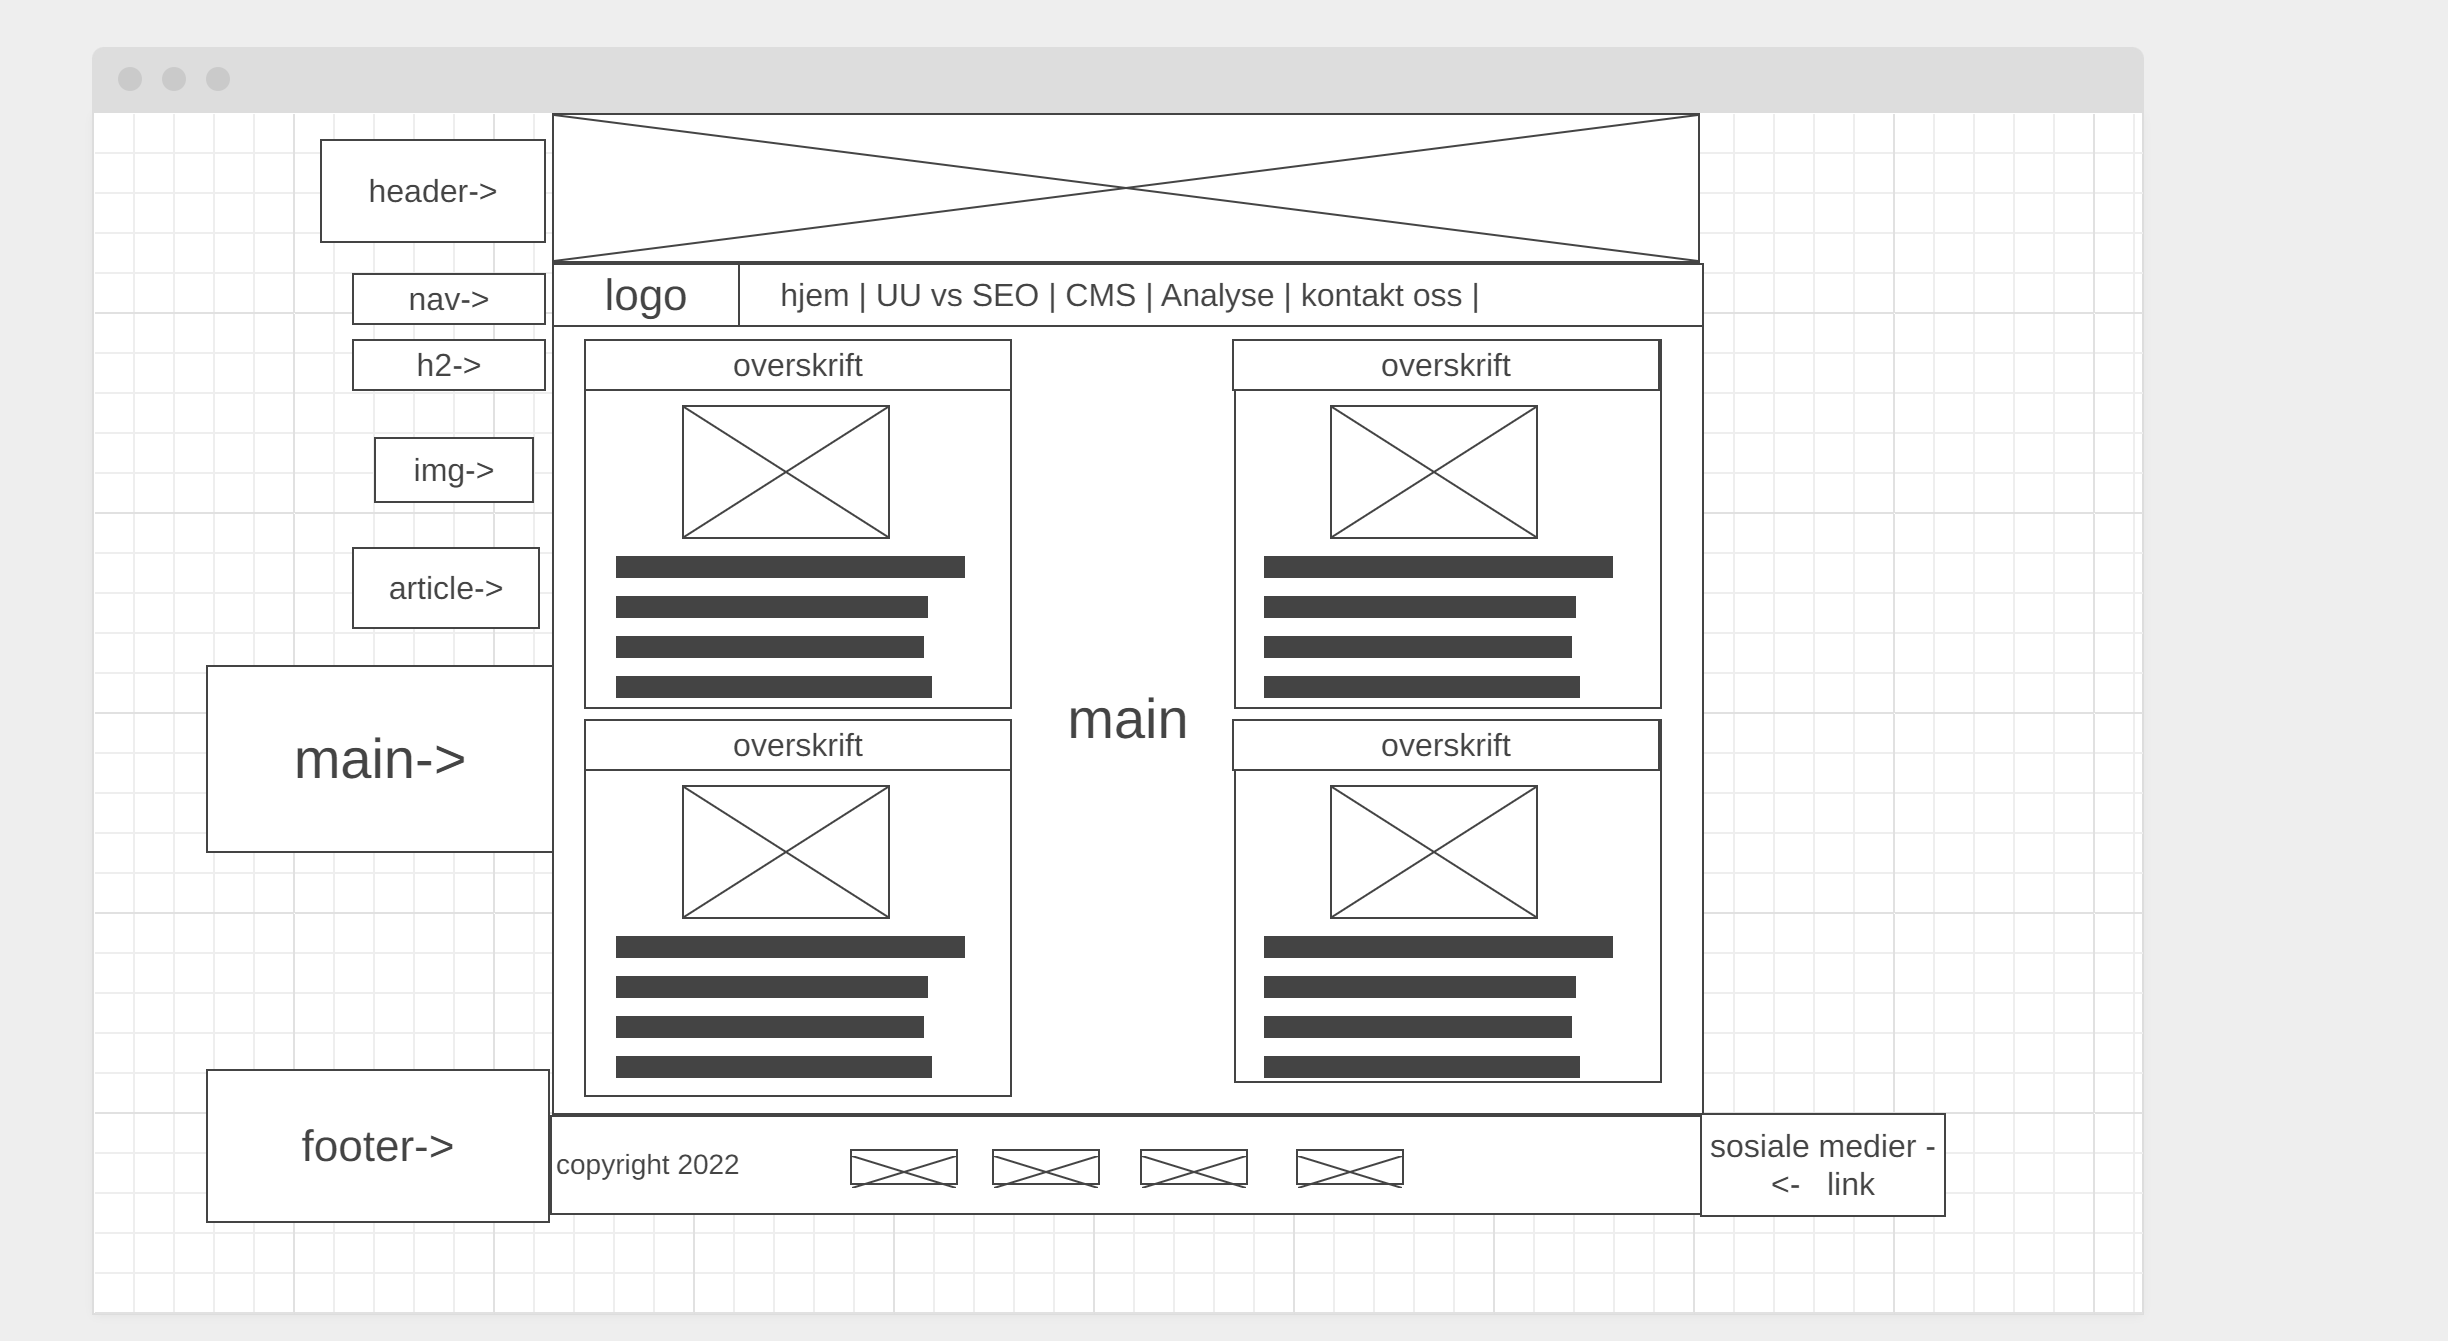 header->
nav->
logo
hjem | UU vs SEO | CMS | Analyse | kontakt oss |
h2->
overskrift
overskrift
img->
article->
main->
main
overskrift
overskrift
footer->
copyright 2022
sosiale medier -
<- link